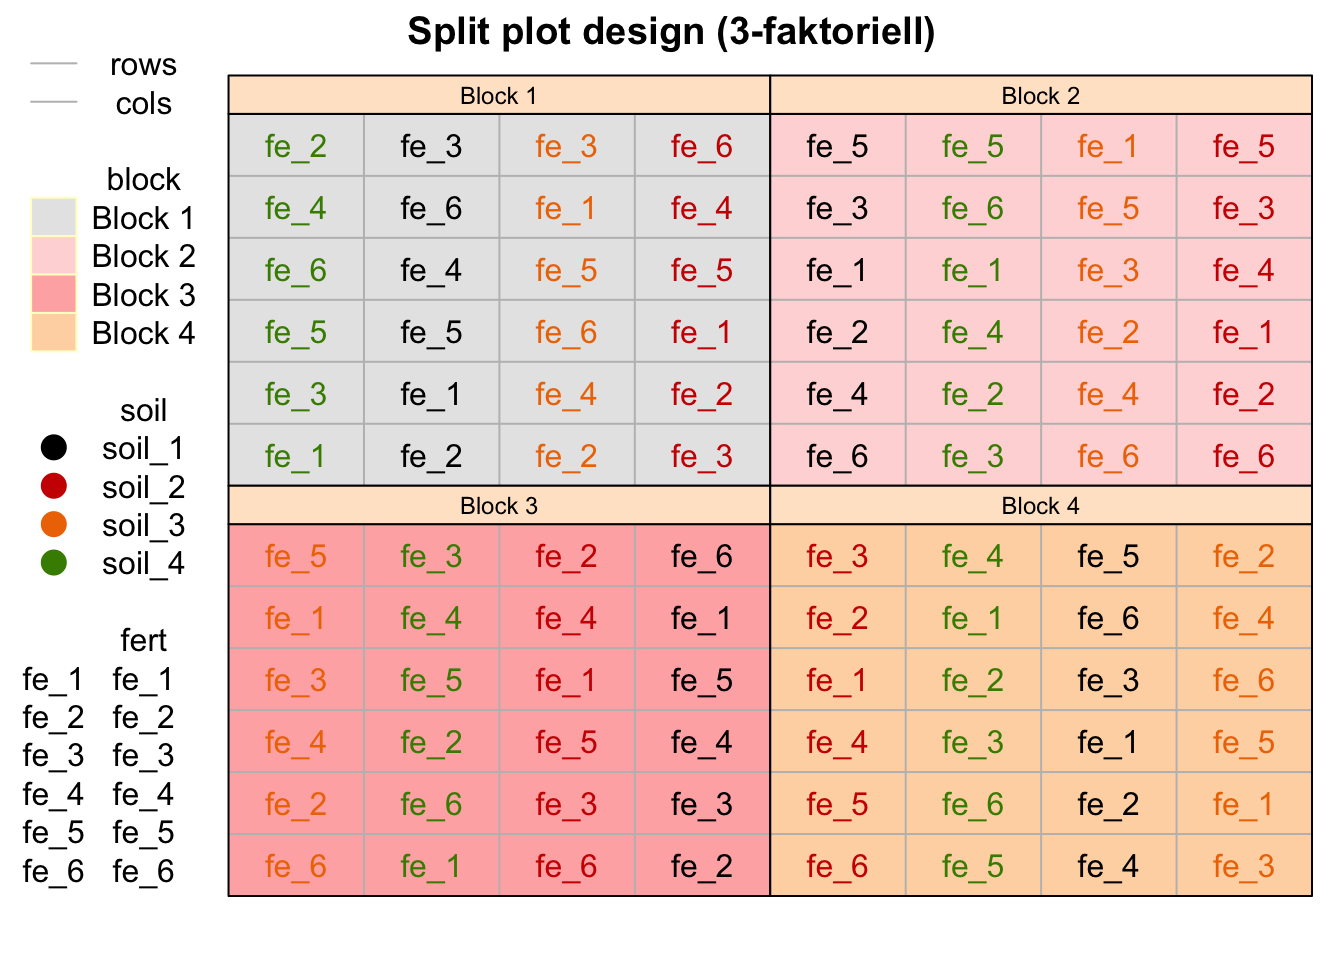 Split plot design (3-faktoriell)
rows
cols
block
Block 1
Block 2
Block 3
Block 4
soil
soil_1
soil_2
soil_3
soil_4
fert
fe_1 fe_1
fe_2 fe_2
fe_3 fe_3
fe_4 fe_4
fe_5 fe_5
fe_6 fe_6
Block 1
fe_2 fe_3 fe_3 fe_6
fe_4 fe_6 fe_1 fe_4
fe_6 fe_4 fe_5 fe_5
fe_5 fe_5 fe_6 fe_1
fe_3 fe_1 fe_4 fe_2
fe_1 fe_2 fe_2 fe_3
Block 2
fe_5 fe_5 fe_1 fe_5
fe_3 fe_6 fe_5 fe_3
fe_1 fe_1 fe_3 fe_4
fe_2 fe_4 fe_2 fe_1
fe_4 fe_2 fe_4 fe_2
fe_6 fe_3 fe_6 fe_6
Block 3
fe_5 fe_3 fe_2 fe_6
fe_1 fe_4 fe_4 fe_1
fe_3 fe_5 fe_1 fe_5
fe_4 fe_2 fe_5 fe_4
fe_2 fe_6 fe_3 fe_3
fe_6 fe_1 fe_6 fe_2
Block 4
fe_3 fe_4 fe_5 fe_2
fe_2 fe_1 fe_6 fe_4
fe_1 fe_2 fe_3 fe_6
fe_4 fe_3 fe_1 fe_5
fe_5 fe_6 fe_2 fe_1
fe_6 fe_5 fe_4 fe_3